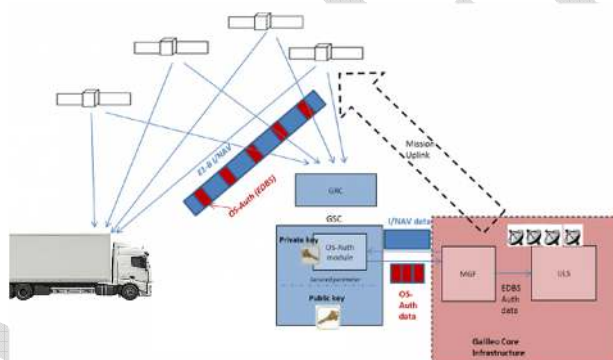 E1-B I/NAV
OS-Auth (EDBS)
Mission
Uplink
GRC
GSC
I/NAV data
Private key
OS-Auth
module
Public key
OS-
Auth
data
MGF
EDBS
Auth
data
ULS
Galileo Core
Infrastructure